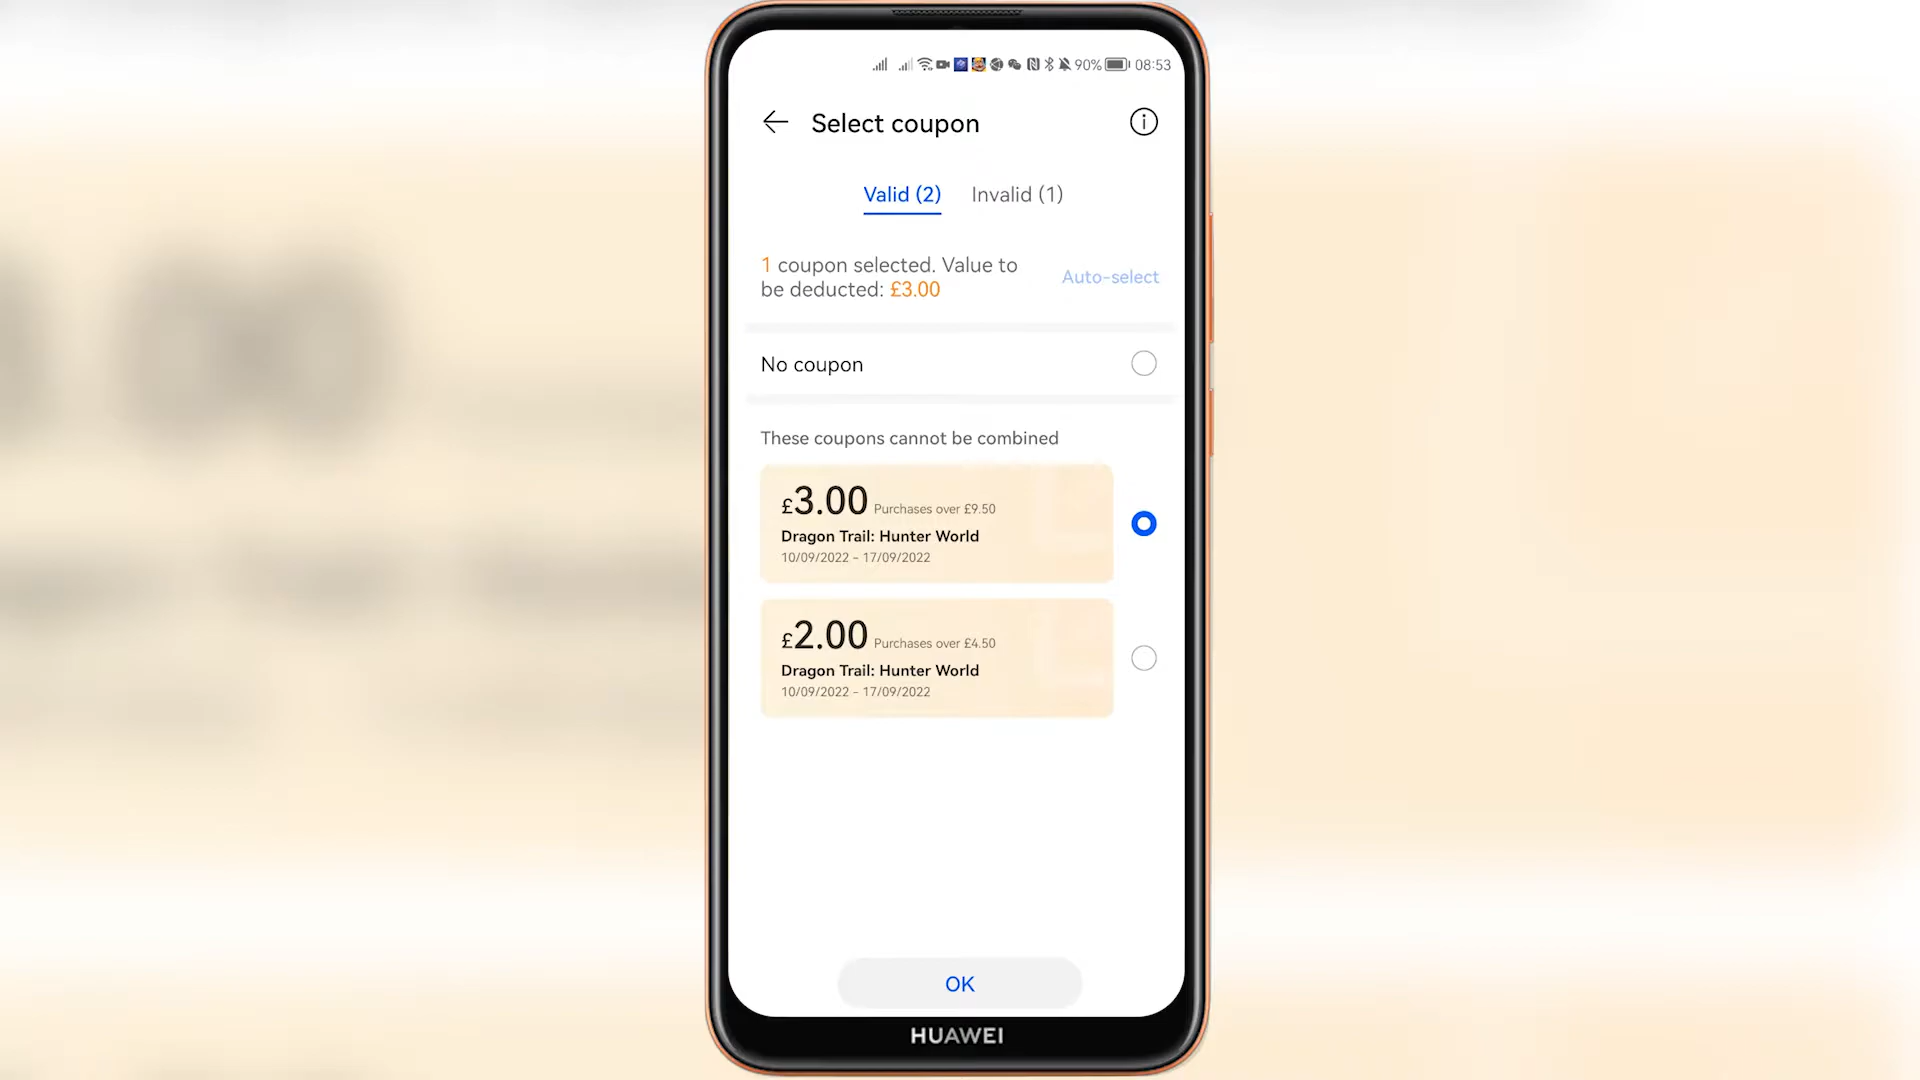 90% 08:53
Select coupon
Valid (2) Invalid (1)
1 coupon selected. Value to
be deducted: £3.00
Auto-select
No coupon
These coupons cannot be combined
£3.00 Purchases over £9.50
Dragon Trail: Hunter World
10/09/2022 - 17/09/2022
£2.00 Purchases over £4.50
Dragon Trail: Hunter World
10/09/2022 - 17/09/2022
OK
HUAWEI